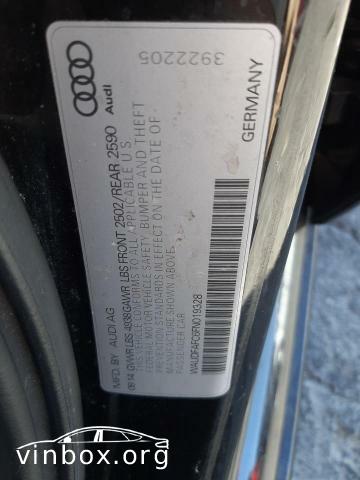 3922205
Audi
GERMANY
MFD. BY AUDI AG
08/14 GVWR LBS 4938 GAWR LBS FRONT 2502/REAR 2590
THIS VEHICLE CONFORMS TO ALL APPLICABLE U.S.
FEDERAL MOTOR VEHICLE SAFETY, BUMPER AND THEFT
PREVENTION STANDARDS IN EFFECT ON THE DATE OF
MANUFACTURE SHOWN ABOVE.
PASSENGER CAR
vinbox.org